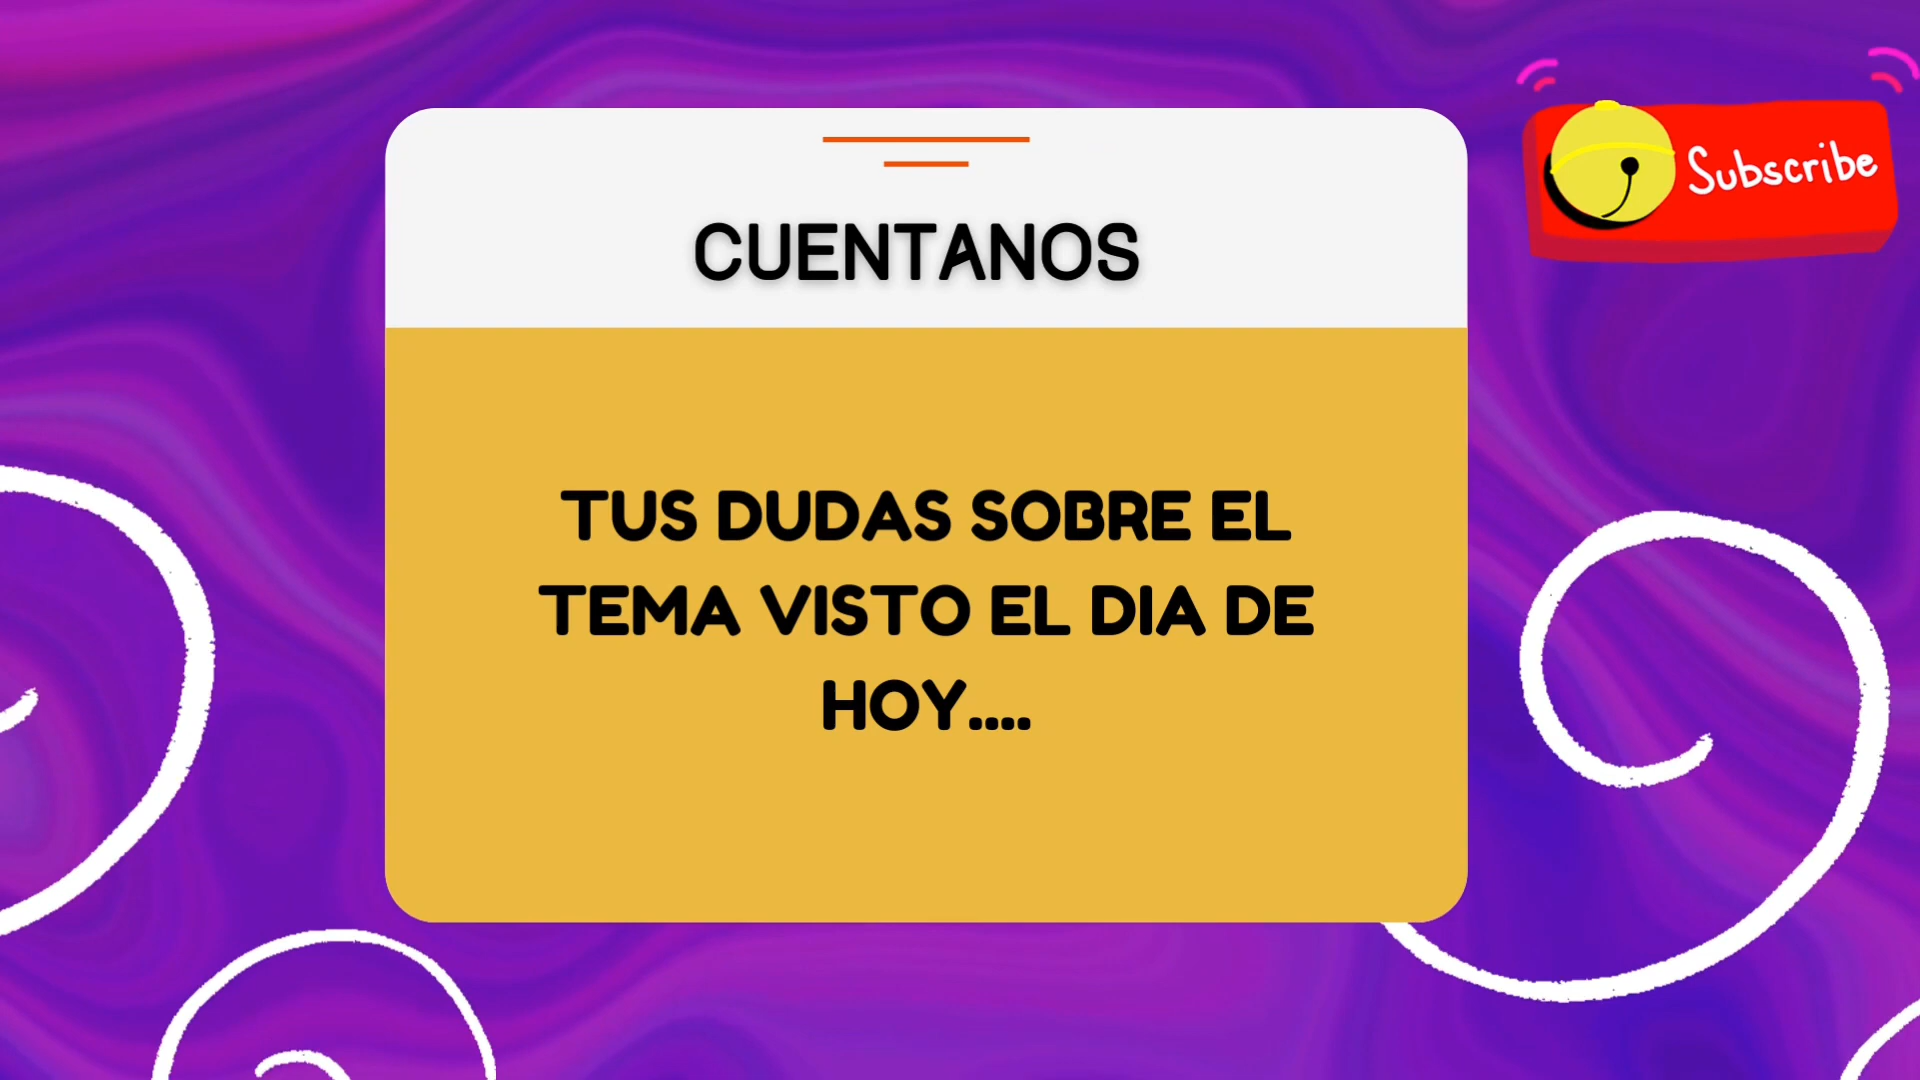 Subscribe
CUENTANOS
TUS DUDAS SOBRE EL
TEMA VISTO EL DIA DE
HOY....